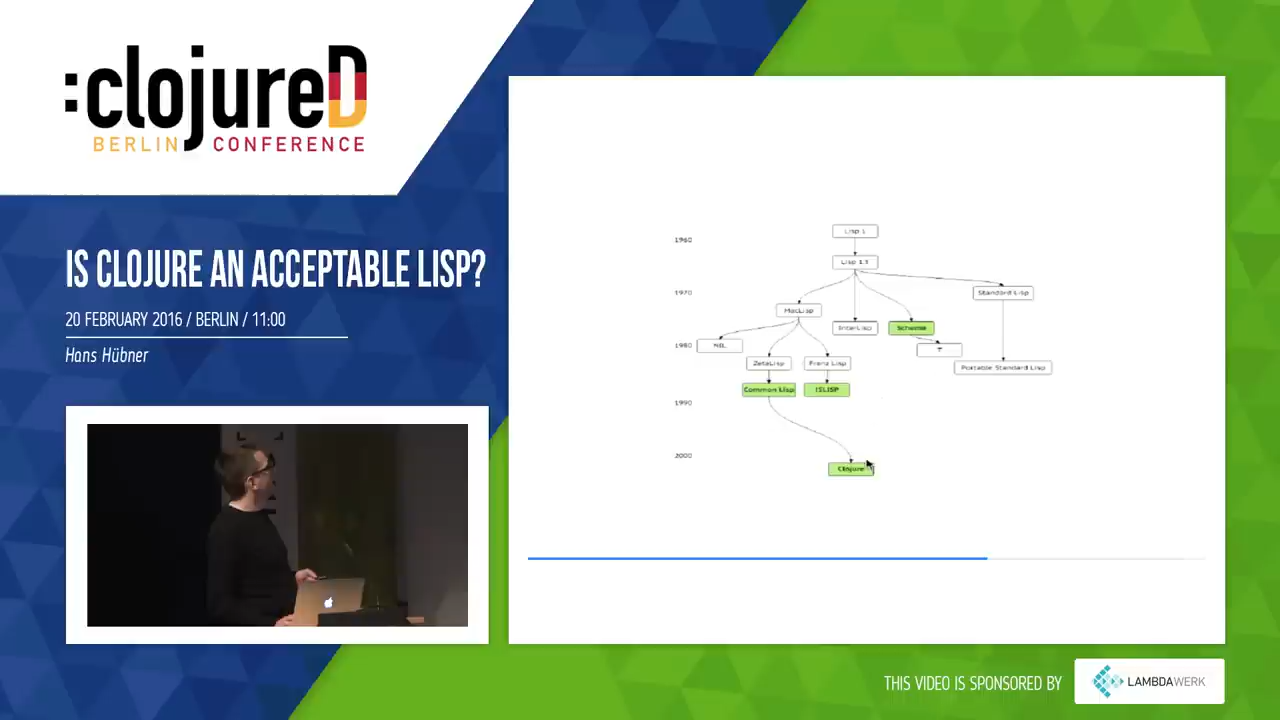 :clojureD
BERLIN CONFERENCE
IS CLOJURE AN ACCEPTABLE LISP?
20 FEBRUARY 2016 / BERLIN / 11:00
Hans Hübner
1960
Lisp 1
Lisp 1.5
1970
Standard Lisp
MacLisp
InterLisp
Scheme
1980
NIL
T
ZetaLisp
Franz Lisp
Portable Standard Lisp
Common Lisp
ISLISP
1990
2000
Clojure
THIS VIDEO IS SPONSORED BY
LAMBDAWERK